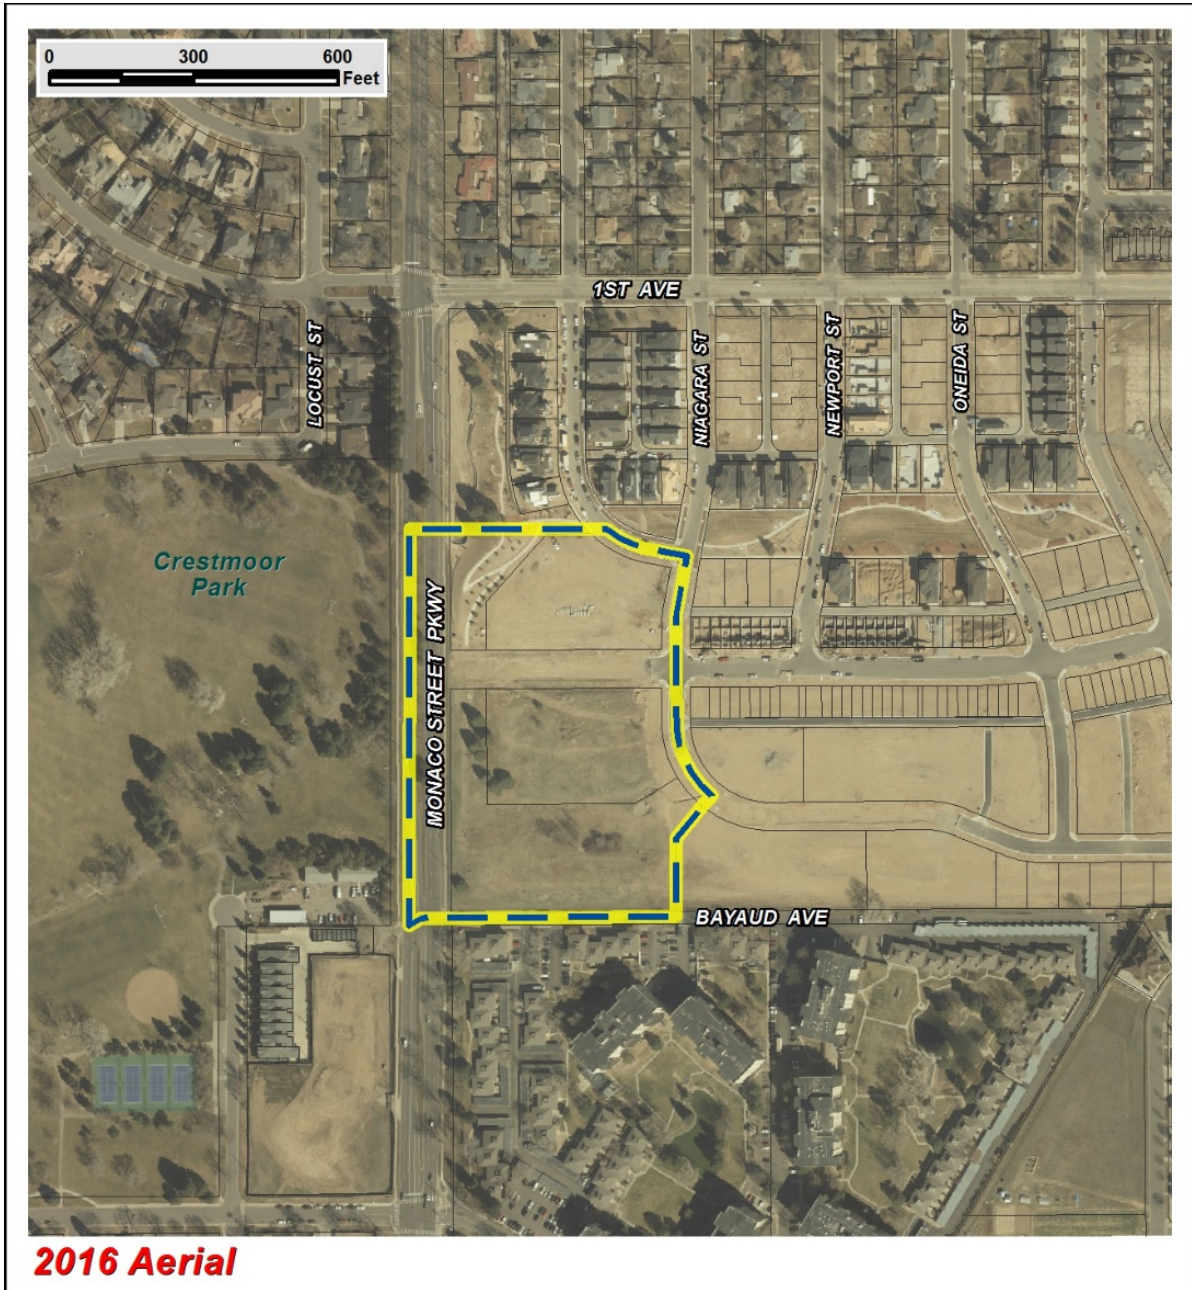 0 300 600
Feet
1ST AVE
LOCUST ST
NIAGARA ST
NEWPORT ST
ONEIDA ST
Crestmoor
Park
MONACO STREET PKWY
BAYAUD AVE
2016 Aerial